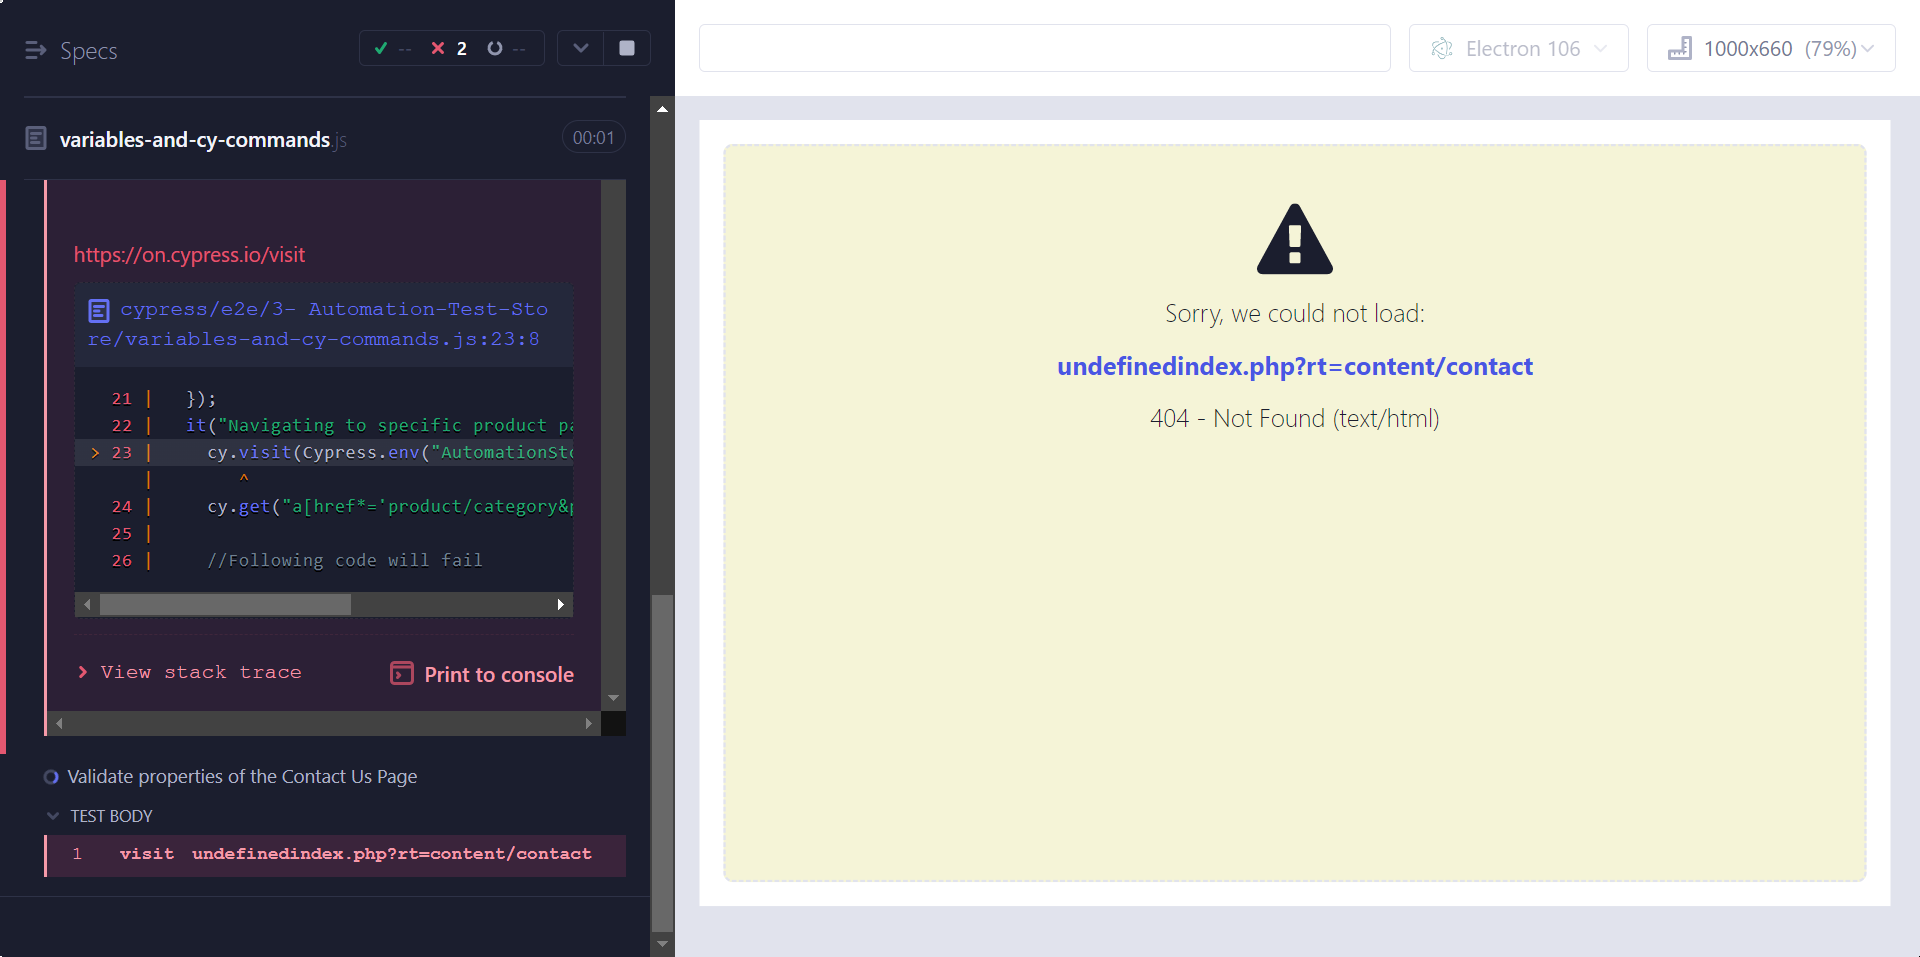 Specs
-- 2 --
variables-and-cy-commands.js
00:01
https://on.cypress.io/visit
cypress/e2e/3- Automation-Test-Sto
re/variables-and-cy-commands.js:23:8
21 | });
22 | it("Navigating to specific product pa
> 23 | cy.visit(Cypress.env("AutomationSto
| ^
24 | cy.get("a[href*='product/category&p
25 |
26 | //Following code will fail
View stack trace
Print to console
Validate properties of the Contact Us Page
TEST BODY
1 visit undefinedindex.php?rt=content/contact
Electron 106
1000x660 (79%)
Sorry, we could not load:
undefinedindex.php?rt=content/contact
404 - Not Found (text/html)